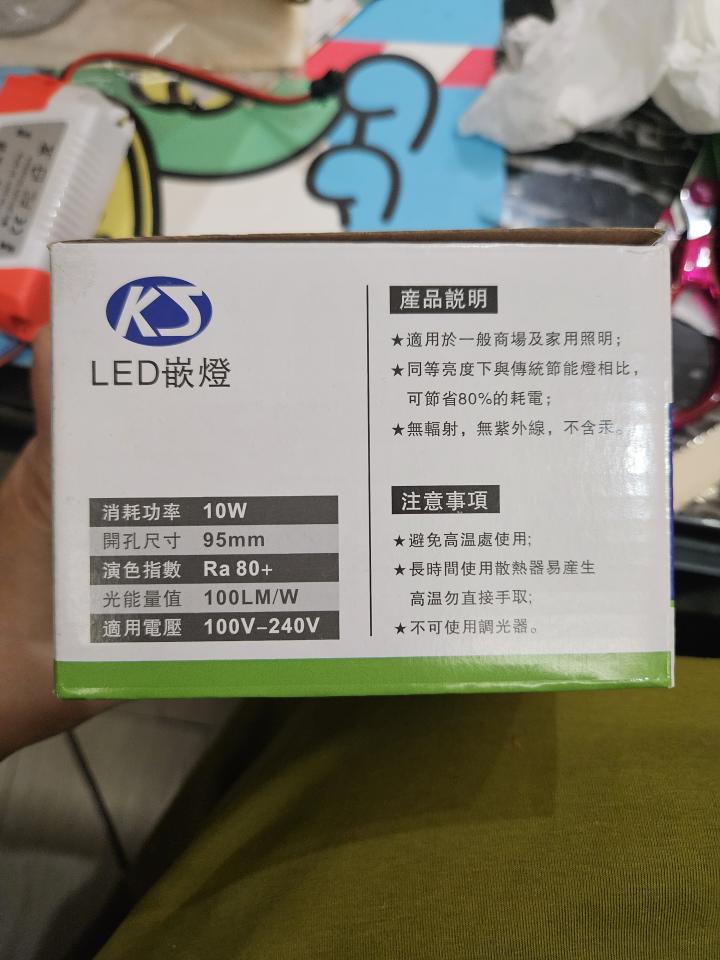 KS
LED嵌燈
消耗功率 10W
開孔尺寸 95mm
演色指數 Ra 80+
光能量值 100LM/W
適用電壓 100V-240V
産品説明
★適用於一般商場及家用照明；
★同等亮度下與傳統節能燈相比，
可節省80%的耗電；
★無輻射，無紫外線，不含汞。
注意事項
★避免高温處使用;
★長時間使用散熱器易産生
高温勿直接手取;
★不可使用調光器。